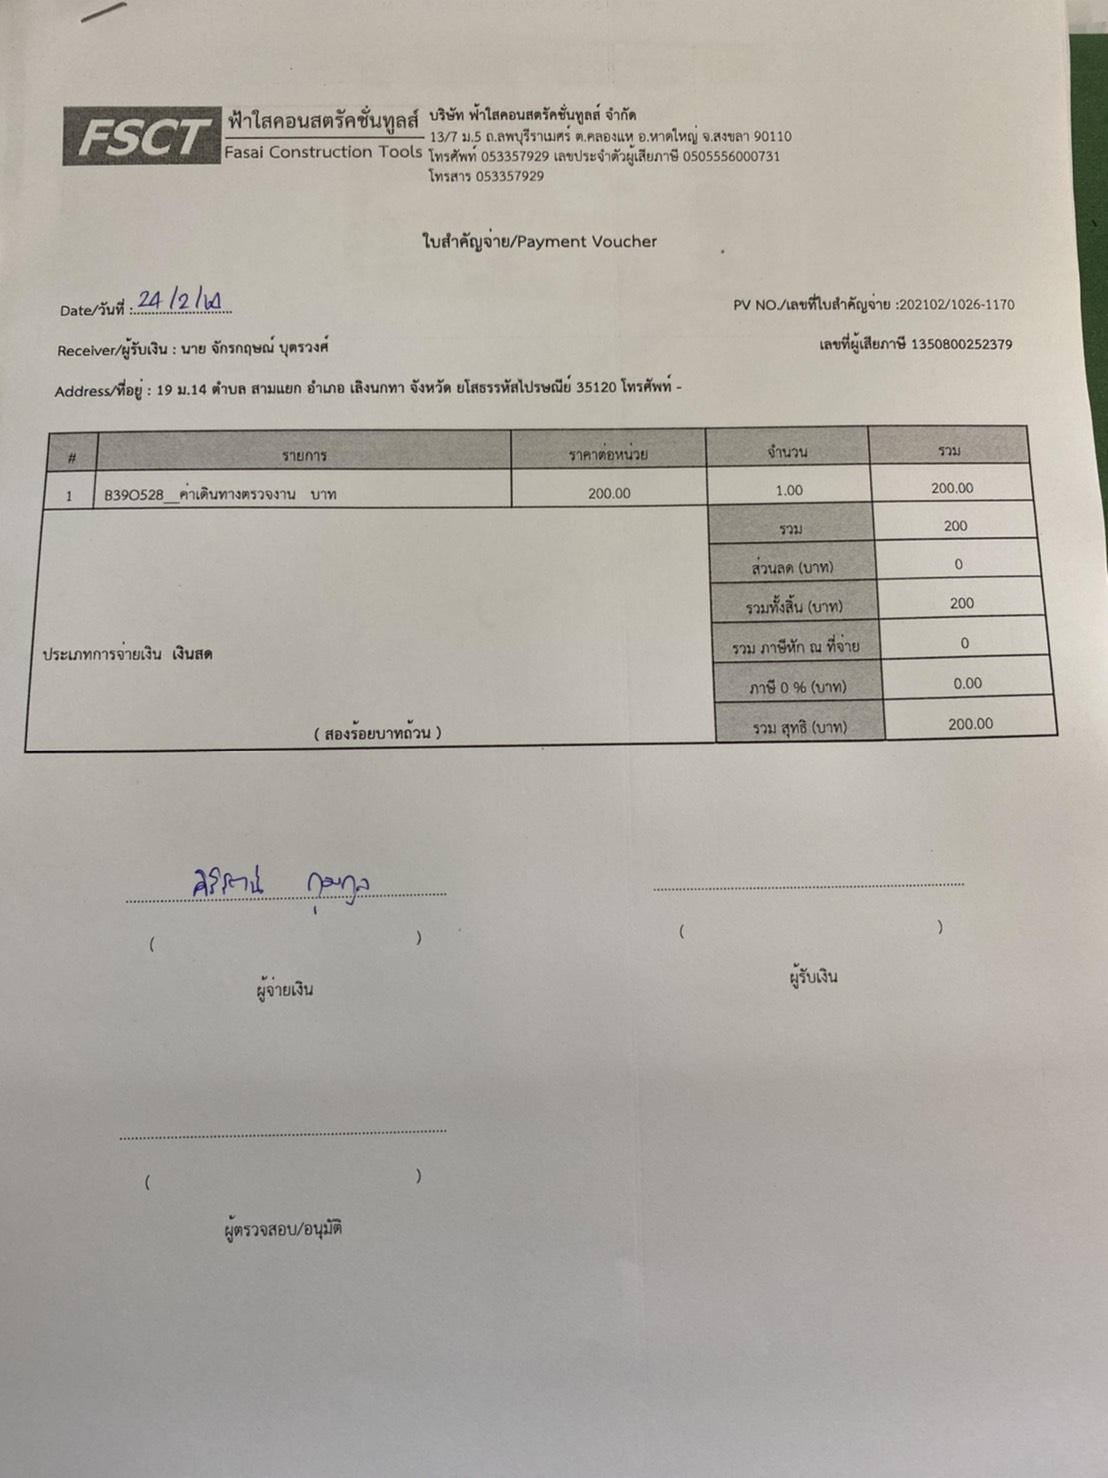 FSCT
ฟ้าใสคอนสตรัคชั่นทูลส์
Fasai Construction Tools
บริษัท ฟ้าใสคอนสตรัคชั่นทูลส์ จำกัด
13/7 ม.5 ถ.ลพบุรีราเมศร์ ต.คลองแห อ.หาดใหญ่ จ.สงขลา 90110
โทรศัพท์ 053357929 เลขประจำตัวผู้เสียภาษี 0505556000731
โทรสาร 053357929
ใบสำคัญจ่าย/Payment Voucher
Date/วันที่ : 24/2/
PV NO./เลขที่ใบสำคัญจ่าย :202102/1026-1170
Receiver/ผู้รับเงิน : นาย จักรกฤษณ์ บุตรวงศ์
เลขที่ผู้เสียภาษี 1350800252379
Address/ที่อยู่ : 19 ม.14 ตำบล สามแยก อำเภอ เลิงนกทา จังหวัด ยโสธรรหัสไปรษณีย์ 35120 โทรศัพท์ -
# รายการ ราคาต่อหน่วย จำนวน รวม
1 B390528__ค่าเดินทางตรวจงาน บาท 200.00 1.00 200.00
รวม 200
ส่วนลด (บาท) 0
รวมทั้งสิ้น (บาท) 200
ประเภทการจ่ายเงิน เงินสด
รวม ภาษีหัก ณ ที่จ่าย 0
ภาษี 0 % (บาท) 0.00
( สองร้อยบาทถ้วน )
รวม สุทธิ (บาท) 200.00
( )
( )
ผู้จ่ายเงิน
ผู้รับเงิน
( )
ผู้ตรวจสอบ/อนุมัติ